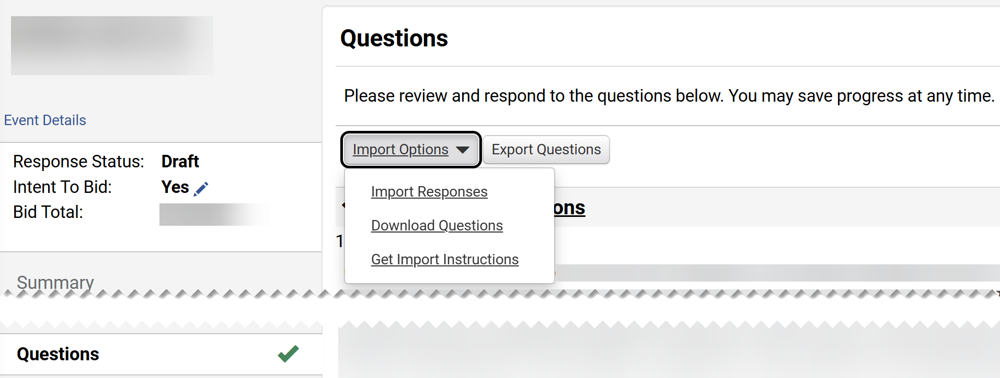 Event Details
Response Status: Draft
Intent To Bid: Yes
Bid Total:
Summary
Questions
Questions
Please review and respond to the questions below. You may save progress at any time.
Import Options Export Questions
Import Responses
Download Questions
Get Import Instructions
1